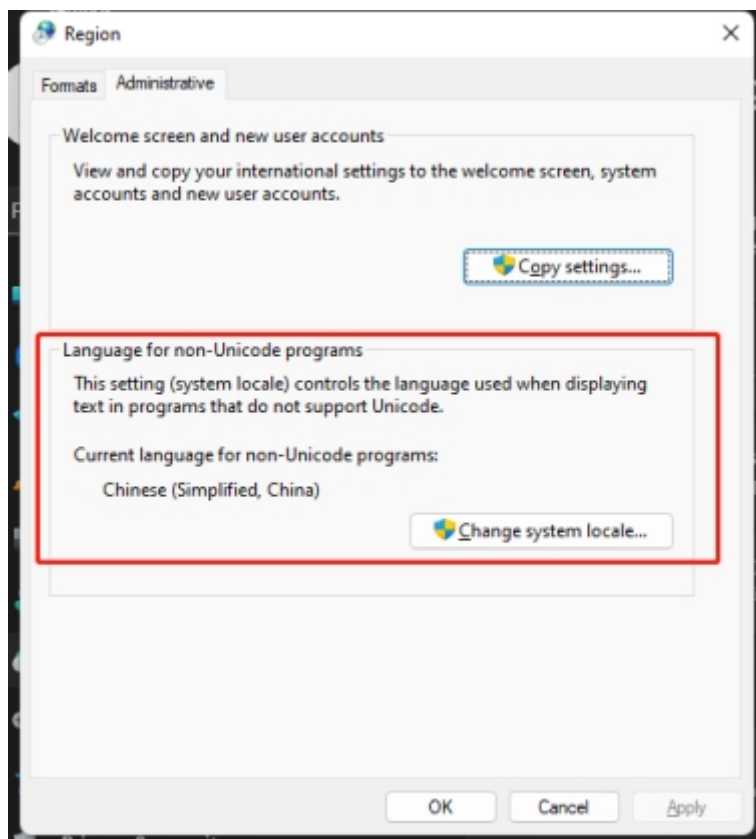 Region
Formats
Administrative
Welcome screen and new user accounts
View and copy your international settings to the welcome screen, system
accounts and new user accounts.
Copy settings...
Language for non-Unicode programs
This setting (system locale) controls the language used when displaying
text in programs that do not support Unicode.
Current language for non-Unicode programs:
Chinese (Simplified, China)
Change system locale...
OK
Cancel
Apply